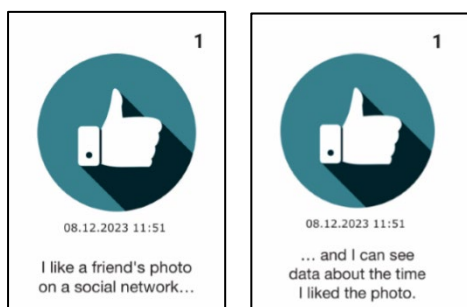 1
08.12.2023 11:51
I like a friend's photo
on a social network...
1
08.12.2023 11:51
... and I can see
data about the time
I liked the photo.